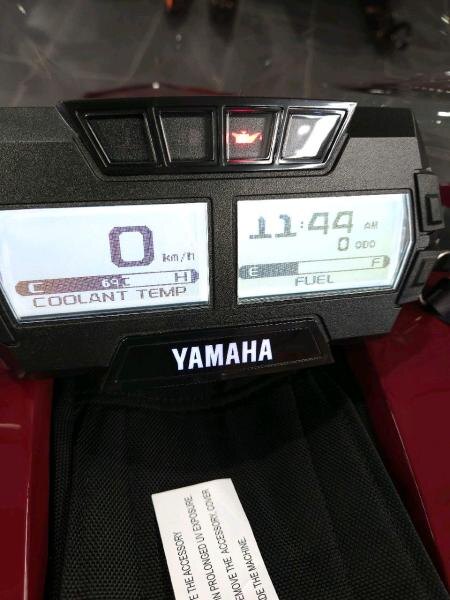 0 km/h
C 69°C H
COOLANT TEMP
11:44 AM
0 ODO
E F
FUEL
YAMAHA
E THE ACCESSORY
N PROLONGED UV EXPOSURE
REMOVE THE ACCESSORY COVER
DE THE MACHINE.